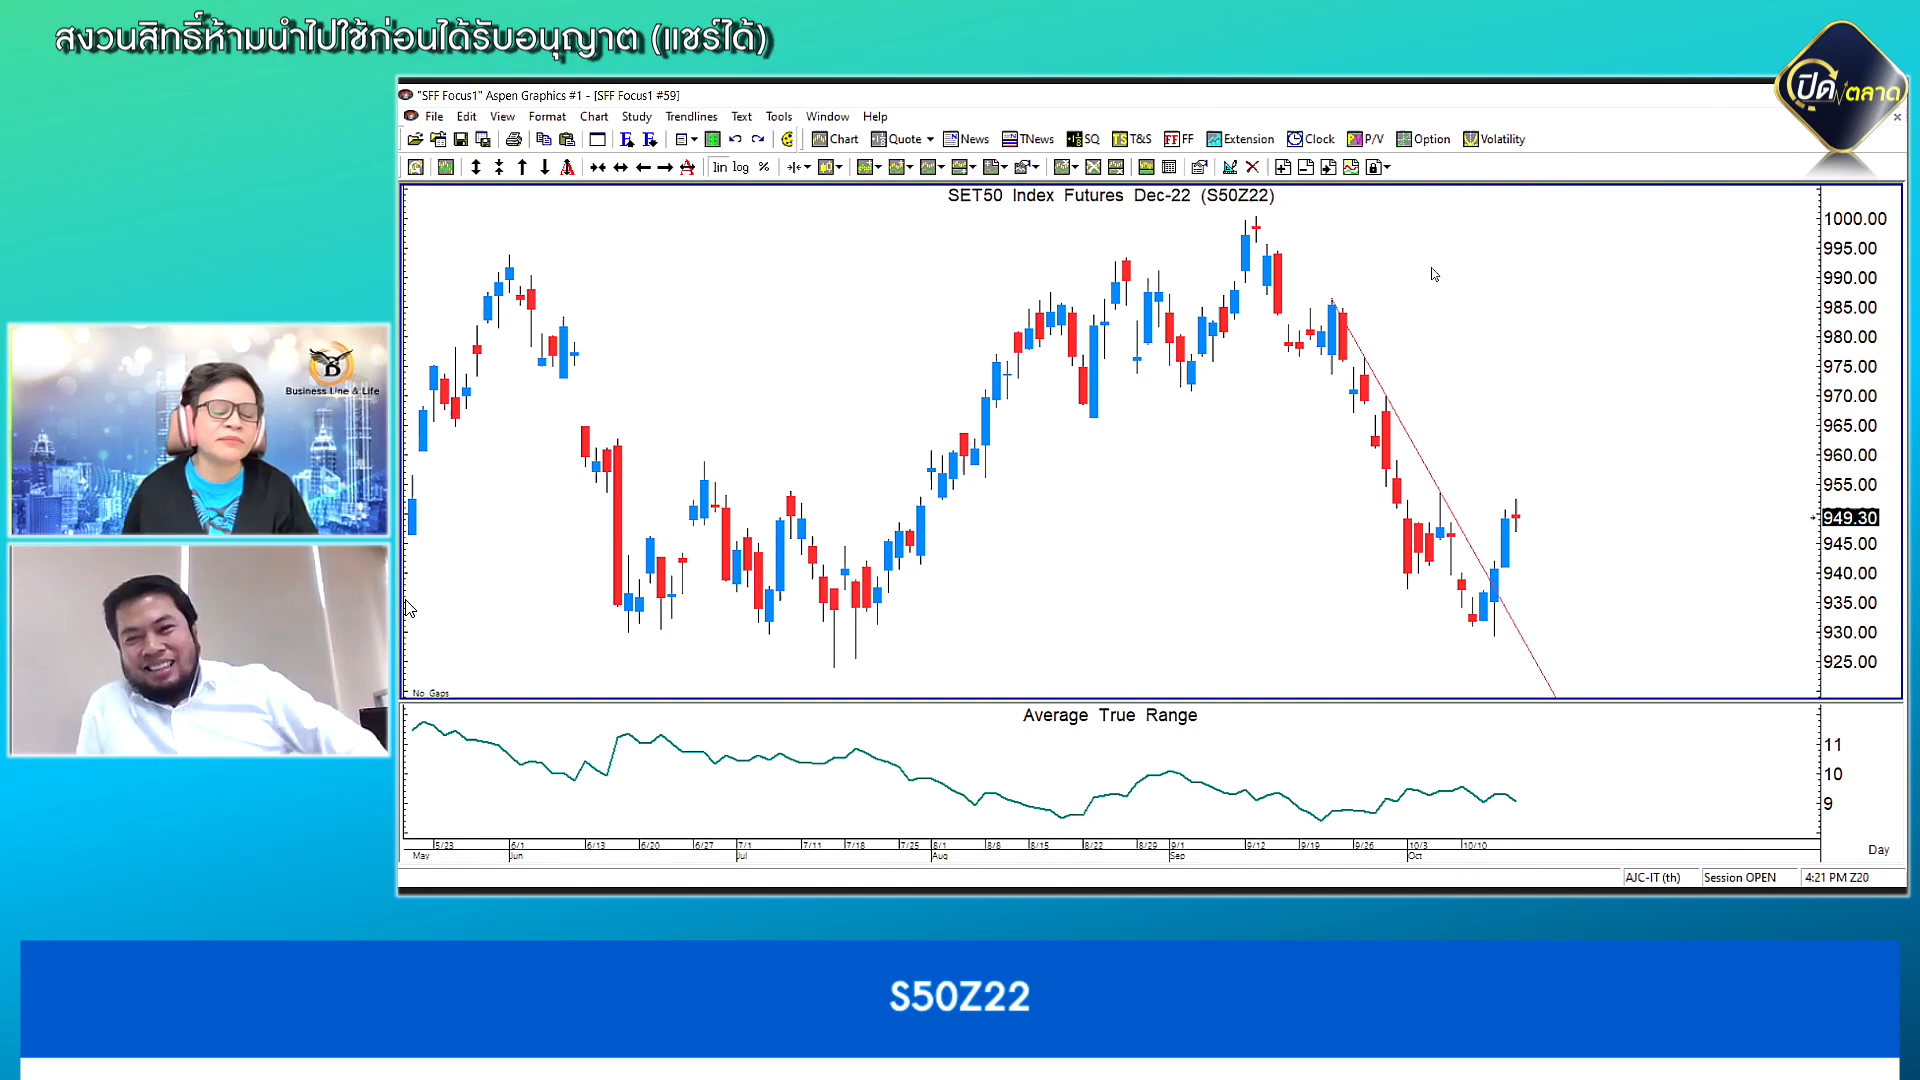 สงวนสิทธิ์ห้ามนำไปใช้ก่อนได้รับอนุญาต (แชร์ได้)
ปิดตลาด
"SFF Focus1" Aspen Graphics #1 - [SFF Focus1 #59]
File Edit View Format Chart Study Trendlines Text Tools Window Help
Chart Quote News TNews SQ T&S FF Extension Clock P/V Option Volatility
lin log %
SET50 Index Futures Dec-22 (S50Z22)
1000.00
995.00
990.00
985.00
980.00
975.00
970.00
965.00
960.00
955.00
949.30
945.00
940.00
935.00
930.00
925.00
No Gaps
B
Business Line & Life
Average True Range
11
10
9
5/23 6/1 6/13 6/20 6/27 7/1 7/11 7/18 7/25 8/1 8/8 8/15 8/22 8/29 9/1 9/12 9/19 9/26 10/3 10/10
May Jun Jul Aug Sep Oct
Day
AJC-IT (th) Session OPEN 4:21 PM Z20
S50Z22